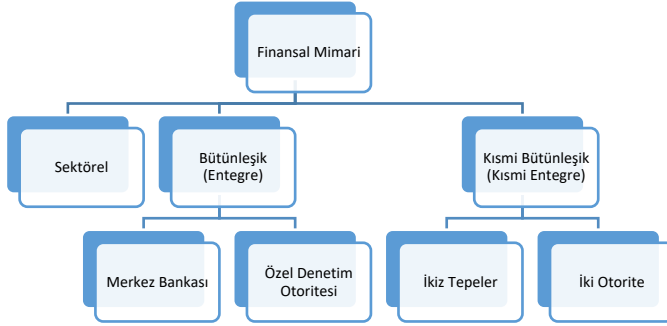 Finansal Mimari
Sektörel
Bütünleşik
(Entegre)
Kısmi Bütünleşik
(Kısmi Entegre)
Merkez Bankası
Özel Denetim
Otoritesi
İkiz Tepeler
İki Otorite